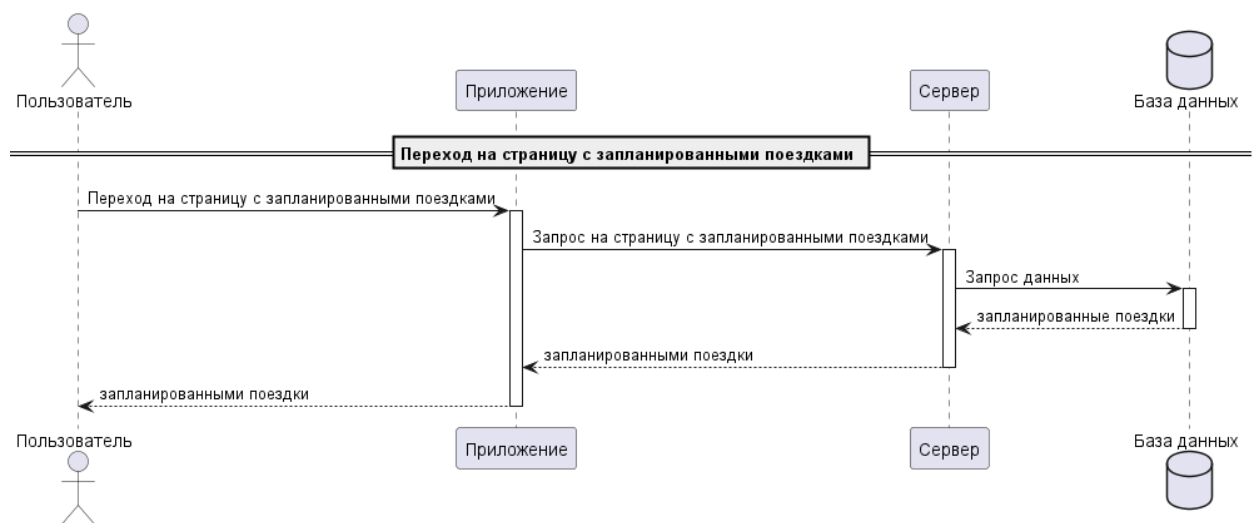 Пользователь
Приложение
Сервер
База данных
Переход на страницу с запланированными поездками
Переход на страницу с запланированными поездками
Запрос на страницу с запланированными поездками
Запрос данных
запланированные поездки
запланированными поездки
запланированными поездки
Пользователь
Приложение
Сервер
База данных